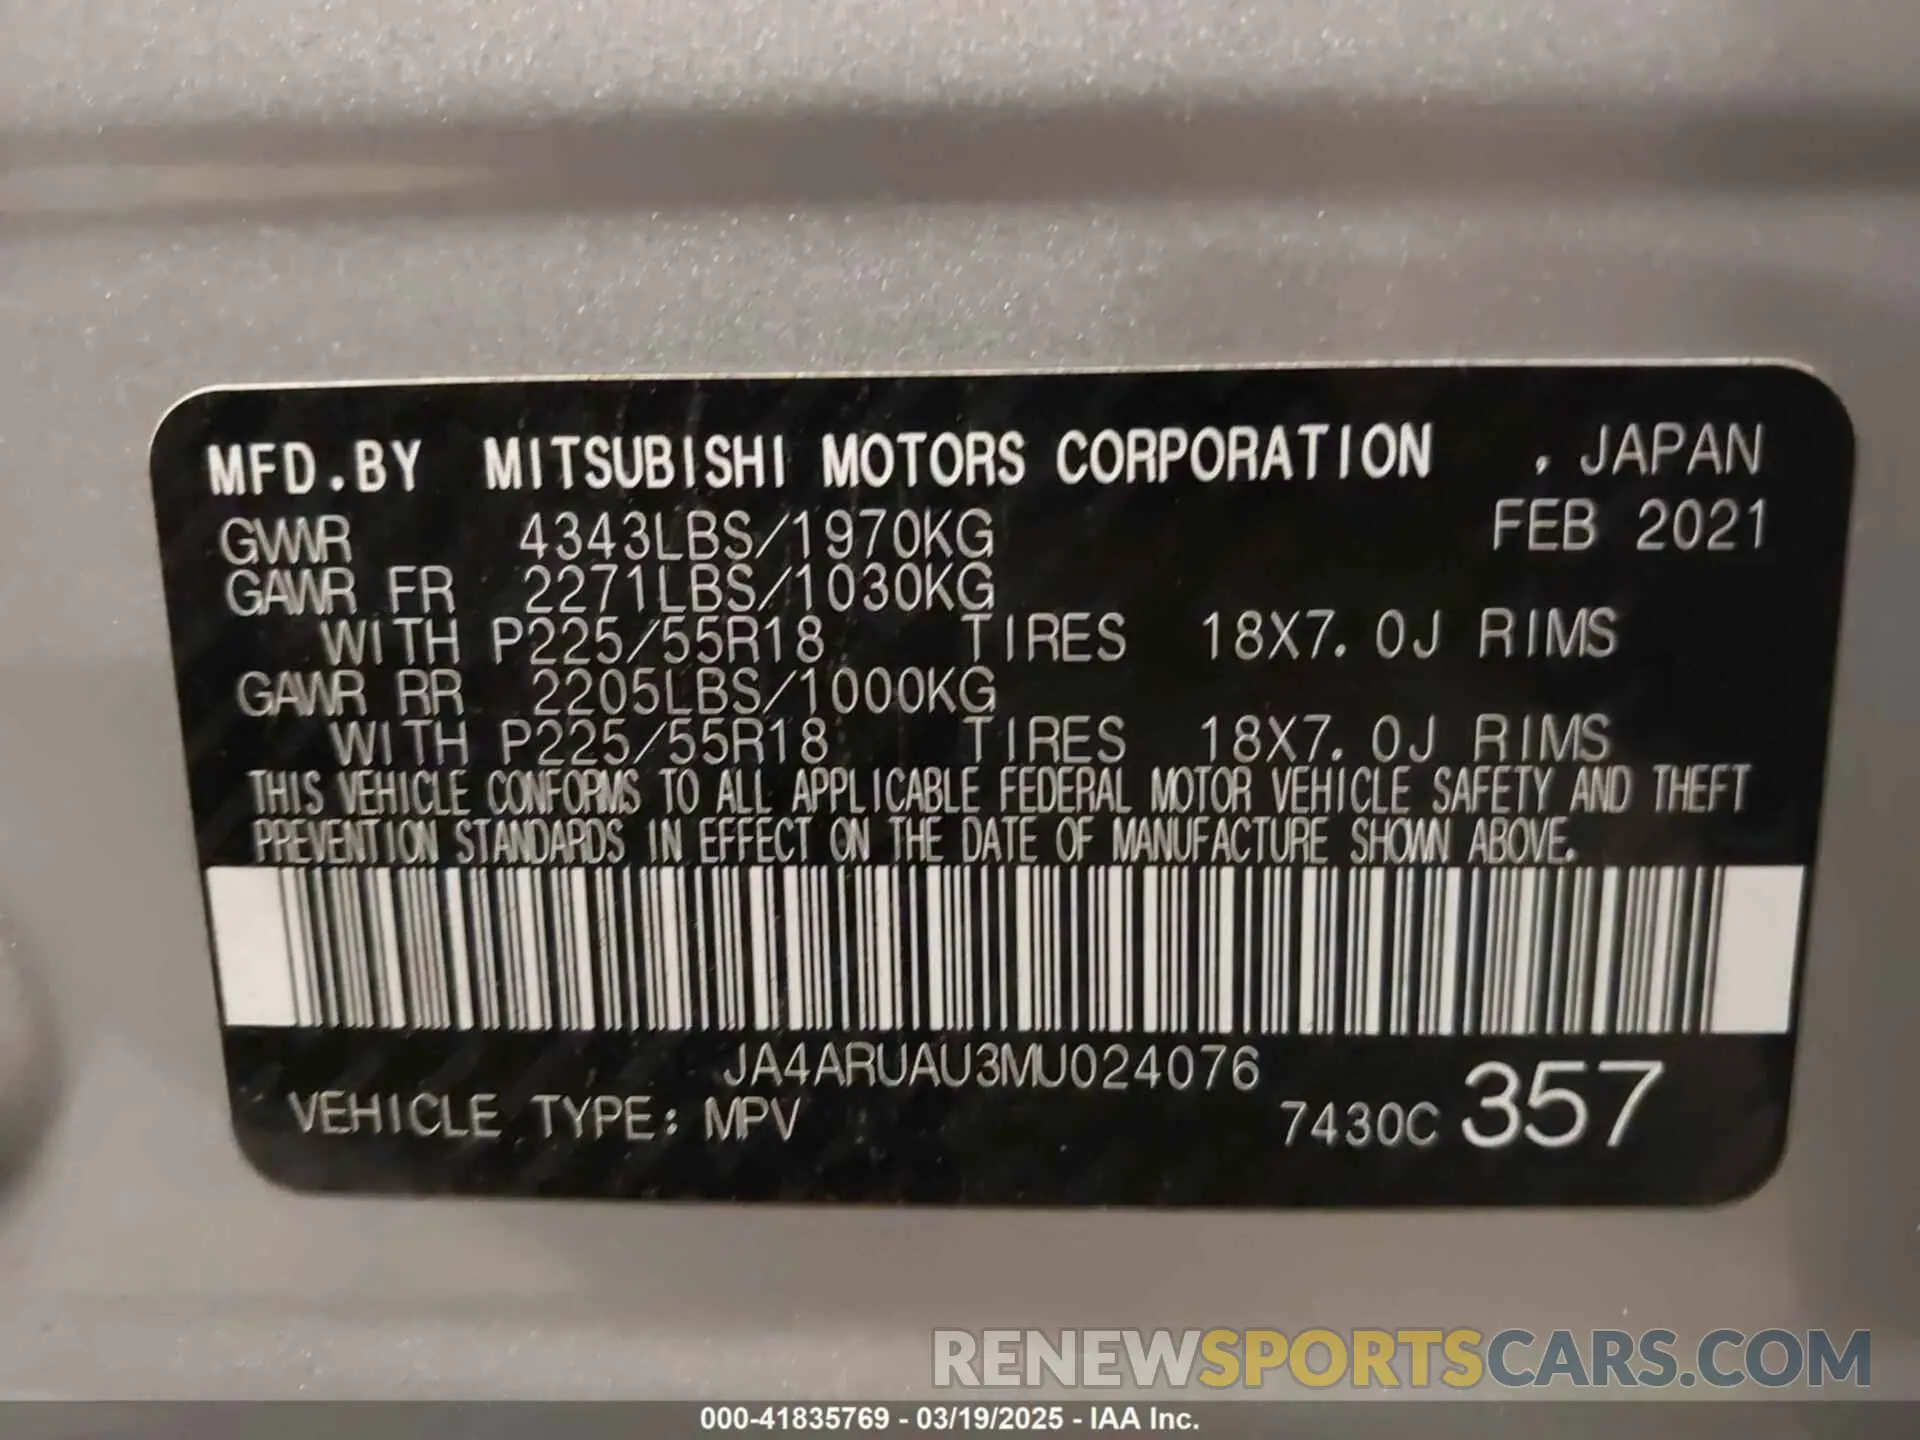 MFD.BY MITSUBISHI MOTORS CORPORATION , JAPAN
GVWR 4343LBS/1970KG FEB 2021
GAWR FR 2271LBS/1030KG
WITH P225/55R18 TIRES 18X7.0J RIMS
GAWR RR 2205LBS/1000KG
WITH P225/55R18 TIRES 18X7.0J RIMS
THIS VEHICLE CONFORMS TO ALL APPLICABLE FEDERAL MOTOR VEHICLE SAFETY AND THEFT
PREVENTION STANDARDS IN EFFECT ON THE DATE OF MANUFACTURE SHOWN ABOVE.
JA4ARUAU3MU024076
VEHICLE TYPE: MPV 7430C 357
RENEWSPORTSCARS.COM
000-41835769 - 03/19/2025 - IAA Inc.